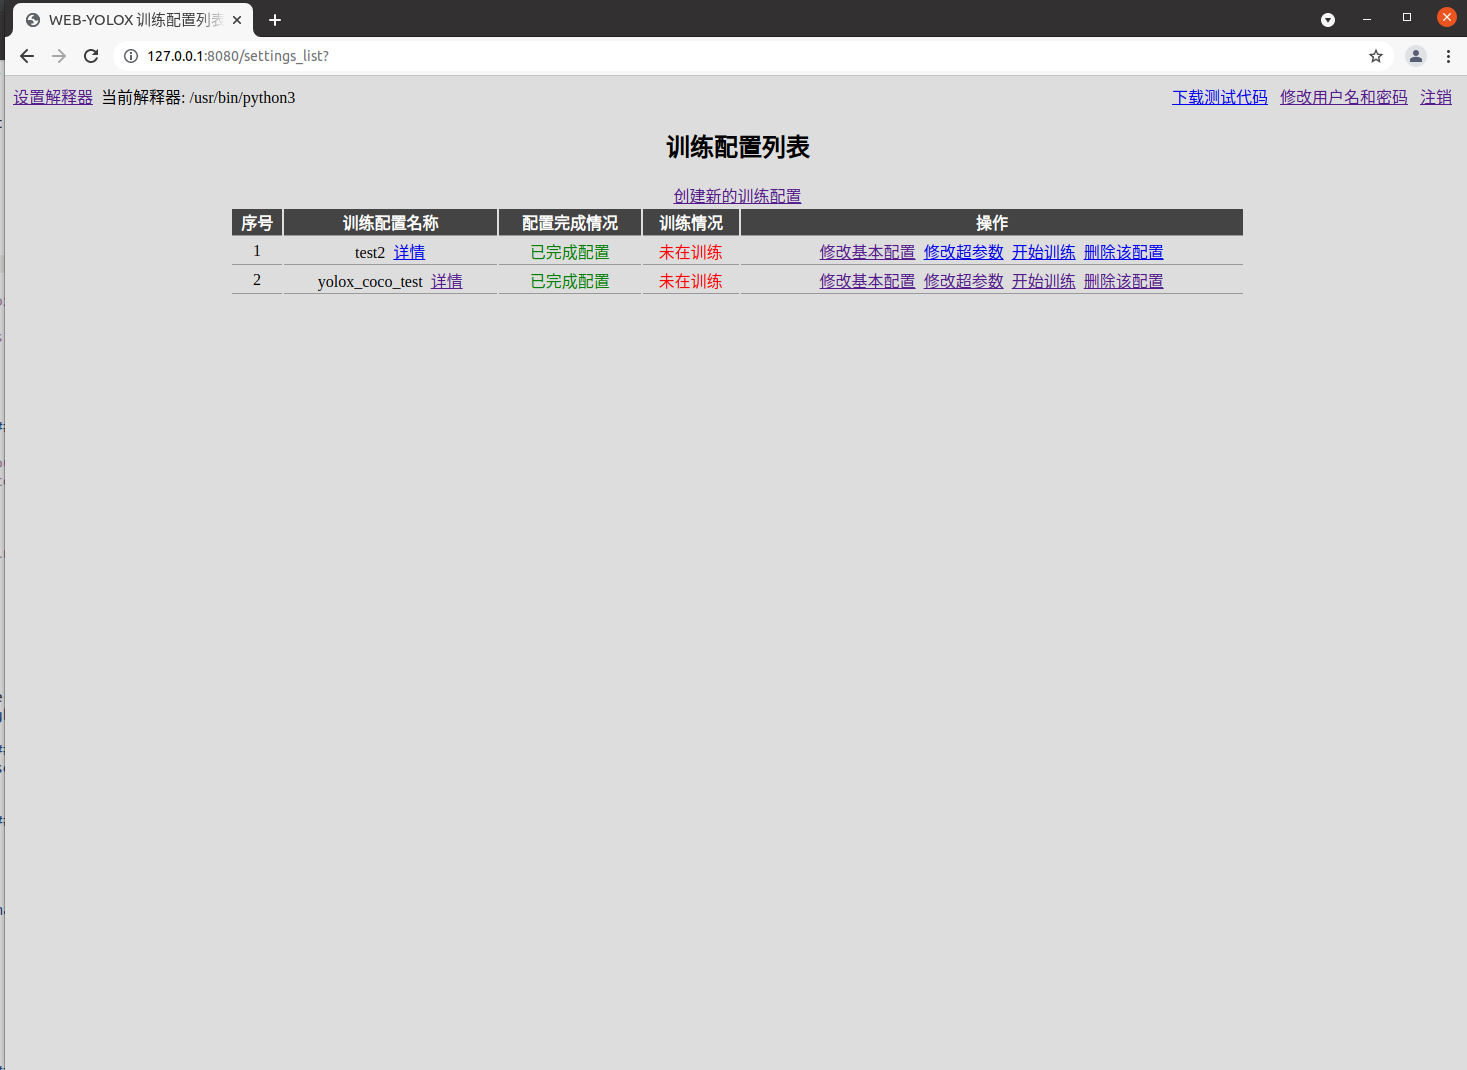 WEB-YOLOX 训练配置列表
127.0.0.1:8080/settings_list?
设置解释器 当前解释器: /usr/bin/python3 下载测试代码 修改用户名和密码 注销
训练配置列表
创建新的训练配置
序号 训练配置名称 配置完成情况 训练情况 操作
1 test2 详情 已完成配置 未在训练 修改基本配置 修改超参数 开始训练 删除该配置
2 yolox_coco_test 详情 已完成配置 未在训练 修改基本配置 修改超参数 开始训练 删除该配置